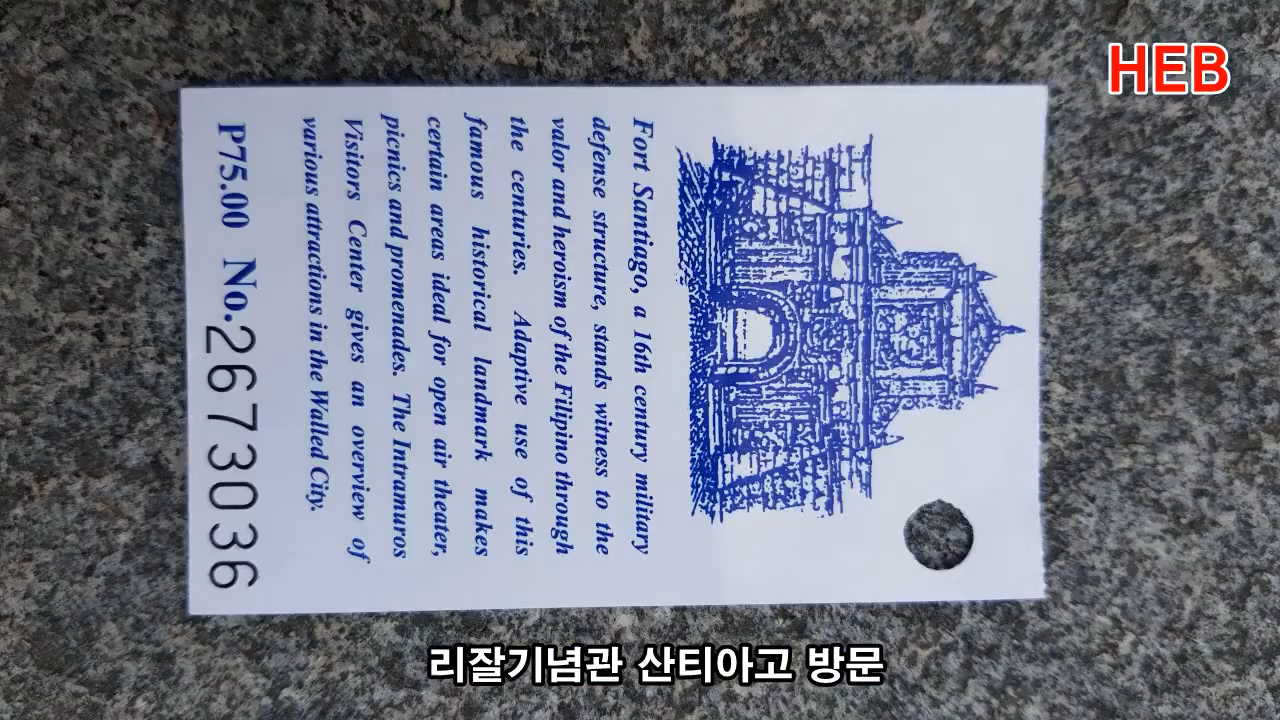 HEB
Fort Santiago, a 16th century military
defense structure, stands witness to the
valor and heroism of the Filipino through
the centuries. Adaptive use of this
famous historical landmark makes
certain areas ideal for open air theater,
picnics and promenades. The Intramuros
Visitors Center gives an overview of
various attractions in the Walled City.
P75.00 No. 2673036
리잘기념관 산티아고 방문